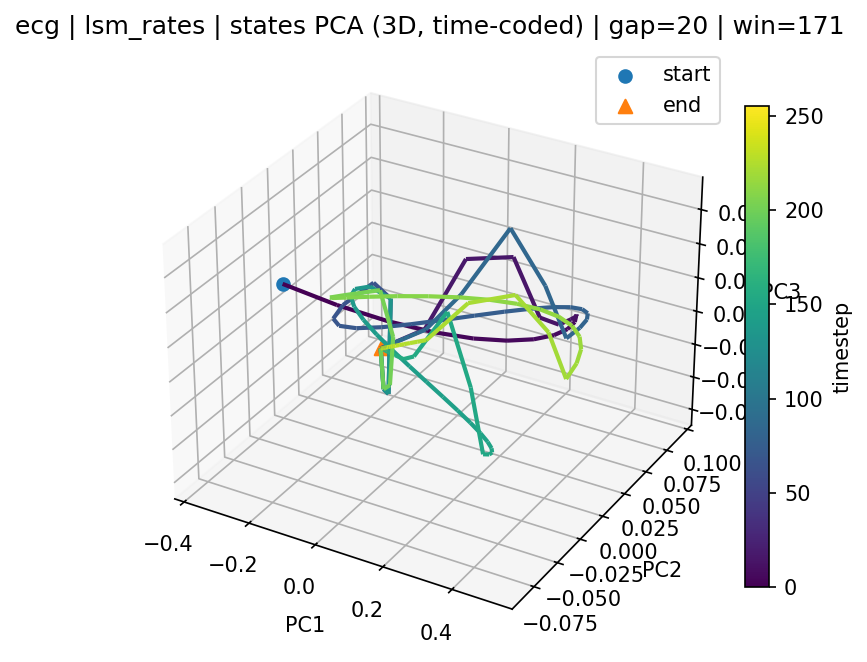 ecg | lsm_rates | states PCA (3D, time-coded) | gap=20 | win=171
start
end
250
200
150
100
50
0
timestep
PC3
0.100
0.075
0.050
0.025
0.000
−0.025
−0.050
−0.075
PC2
−0.4
−0.2
0.0
0.2
0.4
PC1